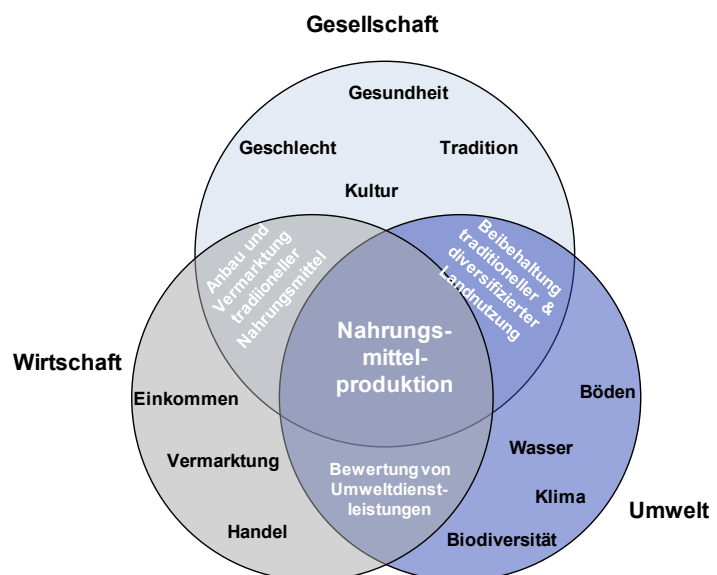 Gesellschaft
Gesundheit
Geschlecht
Tradition
Kultur
Anbau und
Vermarktung
tradiioneller
Nahrungsmittel
Beibehaltung
traditioneller &
diversifizierter
Landnutzung
Nahrungs-
mittel-
produktion
Wirtschaft
Einkommen
Böden
Vermarktung
Wasser
Bewertung von
Umweltdienst-
leistungen
Klima
Umwelt
Handel
Biodiversität